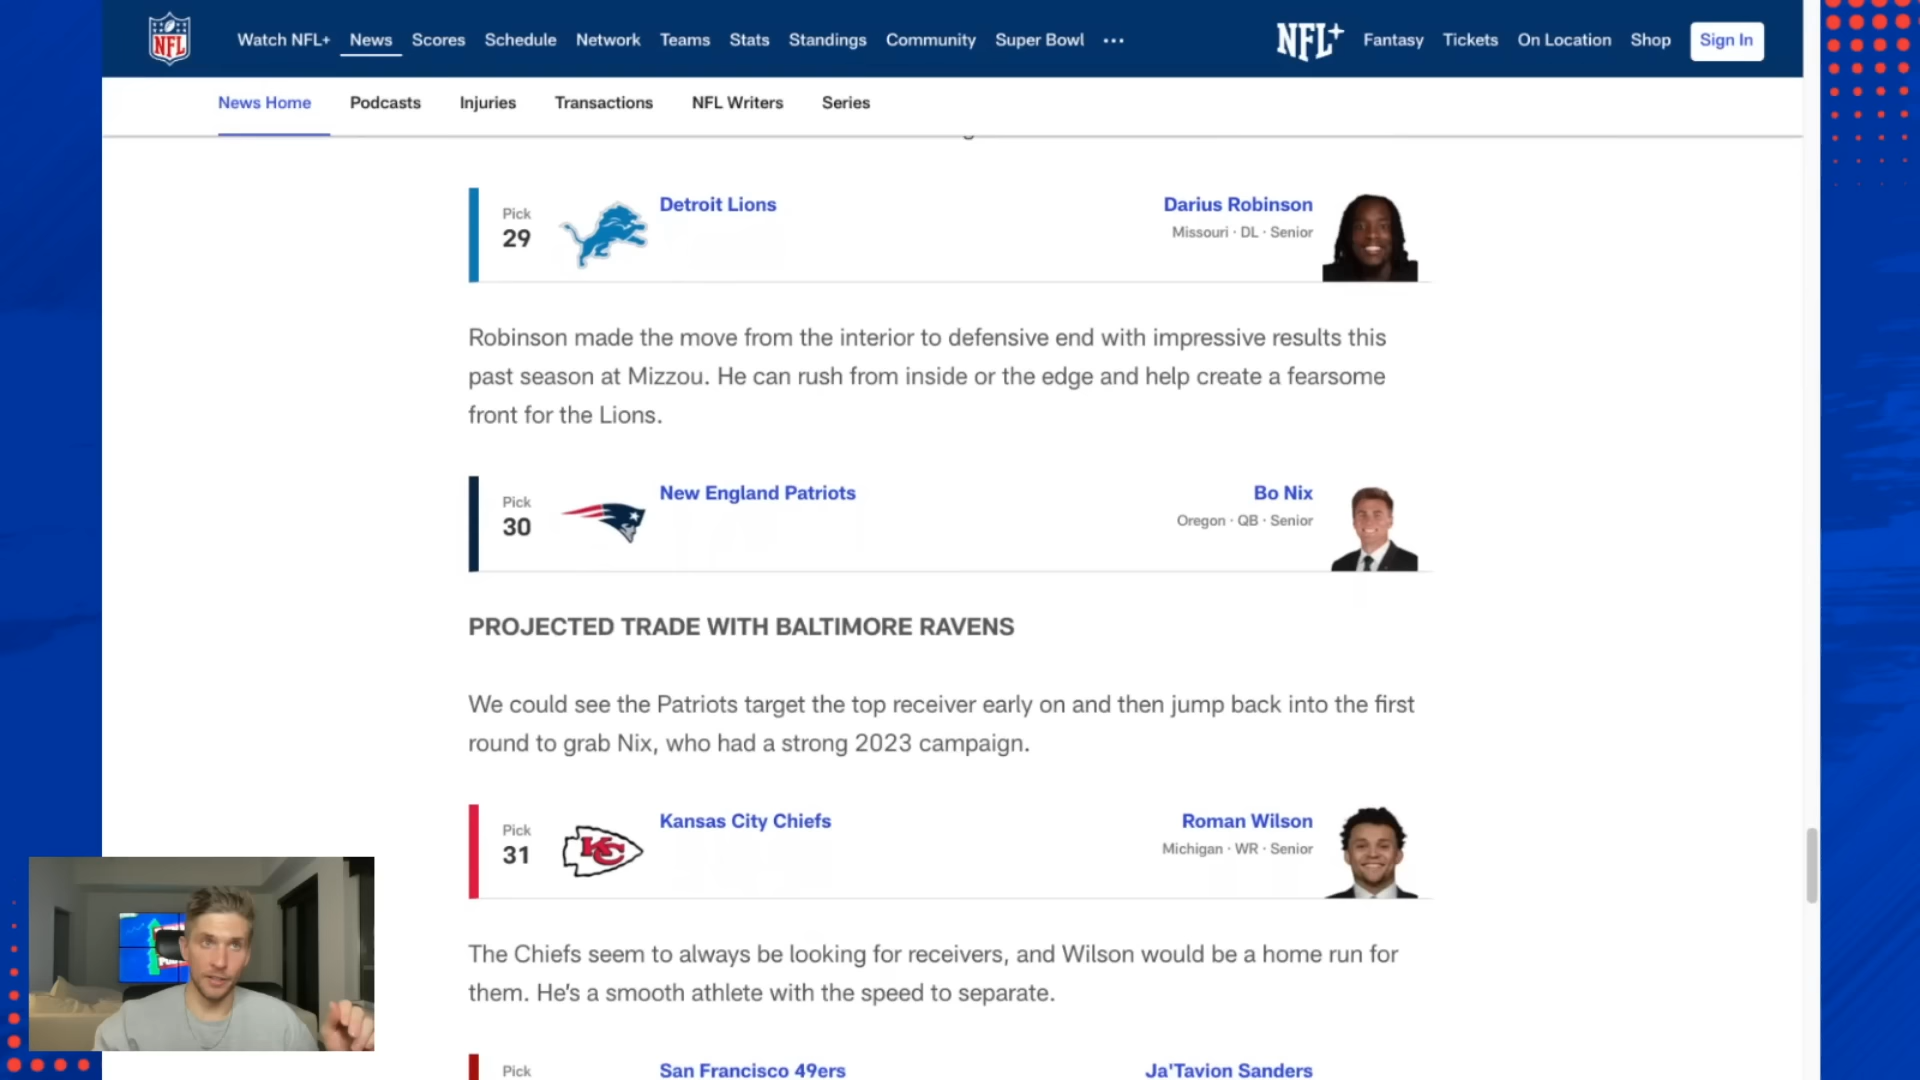 NFL
Watch NFL+ News Scores Schedule Network Teams Stats Standings Community Super Bowl ··· NFL+ Fantasy Tickets On Location Shop Sign In
News Home Podcasts Injuries Transactions NFL Writers Series
Pick
29
Detroit Lions
Darius Robinson
Missouri · DL · Senior
Robinson made the move from the interior to defensive end with impressive results this
past season at Mizzou. He can rush from inside or the edge and help create a fearsome
front for the Lions.
Pick
30
New England Patriots
Bo Nix
Oregon · QB · Senior
PROJECTED TRADE WITH BALTIMORE RAVENS
We could see the Patriots target the top receiver early on and then jump back into the first
round to grab Nix, who had a strong 2023 campaign.
Pick
31
KC
Kansas City Chiefs
Roman Wilson
Michigan · WR · Senior
The Chiefs seem to always be looking for receivers, and Wilson would be a home run for
them. He’s a smooth athlete with the speed to separate.
Pick
San Francisco 49ers
Ja'Tavion Sanders